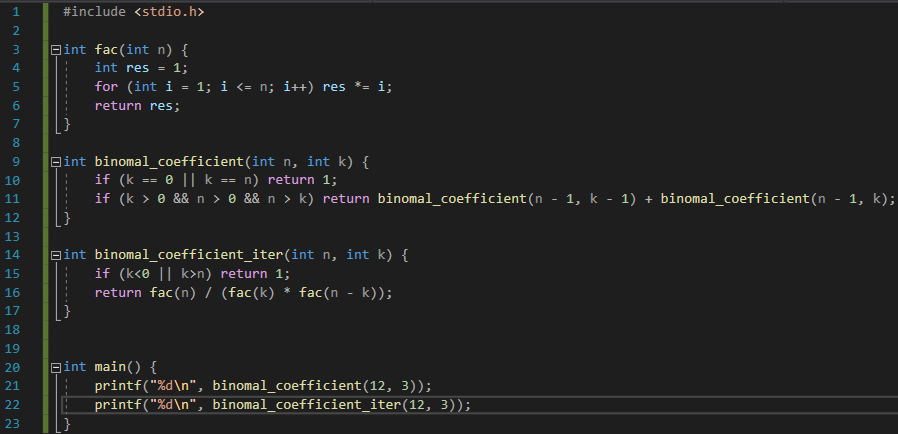 1 #include <stdio.h>
2
3 int fac(int n) {
4 int res = 1;
5 for (int i = 1; i <= n; i++) res *= i;
6 return res;
7 }
8
9 int binomal_coefficient(int n, int k) {
10 if (k == 0 || k == n) return 1;
11 if (k > 0 && n > 0 && n > k) return binomal_coefficient(n - 1, k - 1) + binomal_coefficient(n - 1, k);
12 }
13
14 int binomal_coefficient_iter(int n, int k) {
15 if (k<0 || k>n) return 1;
16 return fac(n) / (fac(k) * fac(n - k));
17 }
18
19
20 int main() {
21 printf("%d\n", binomal_coefficient(12, 3));
22 printf("%d\n", binomal_coefficient_iter(12, 3));
23 }